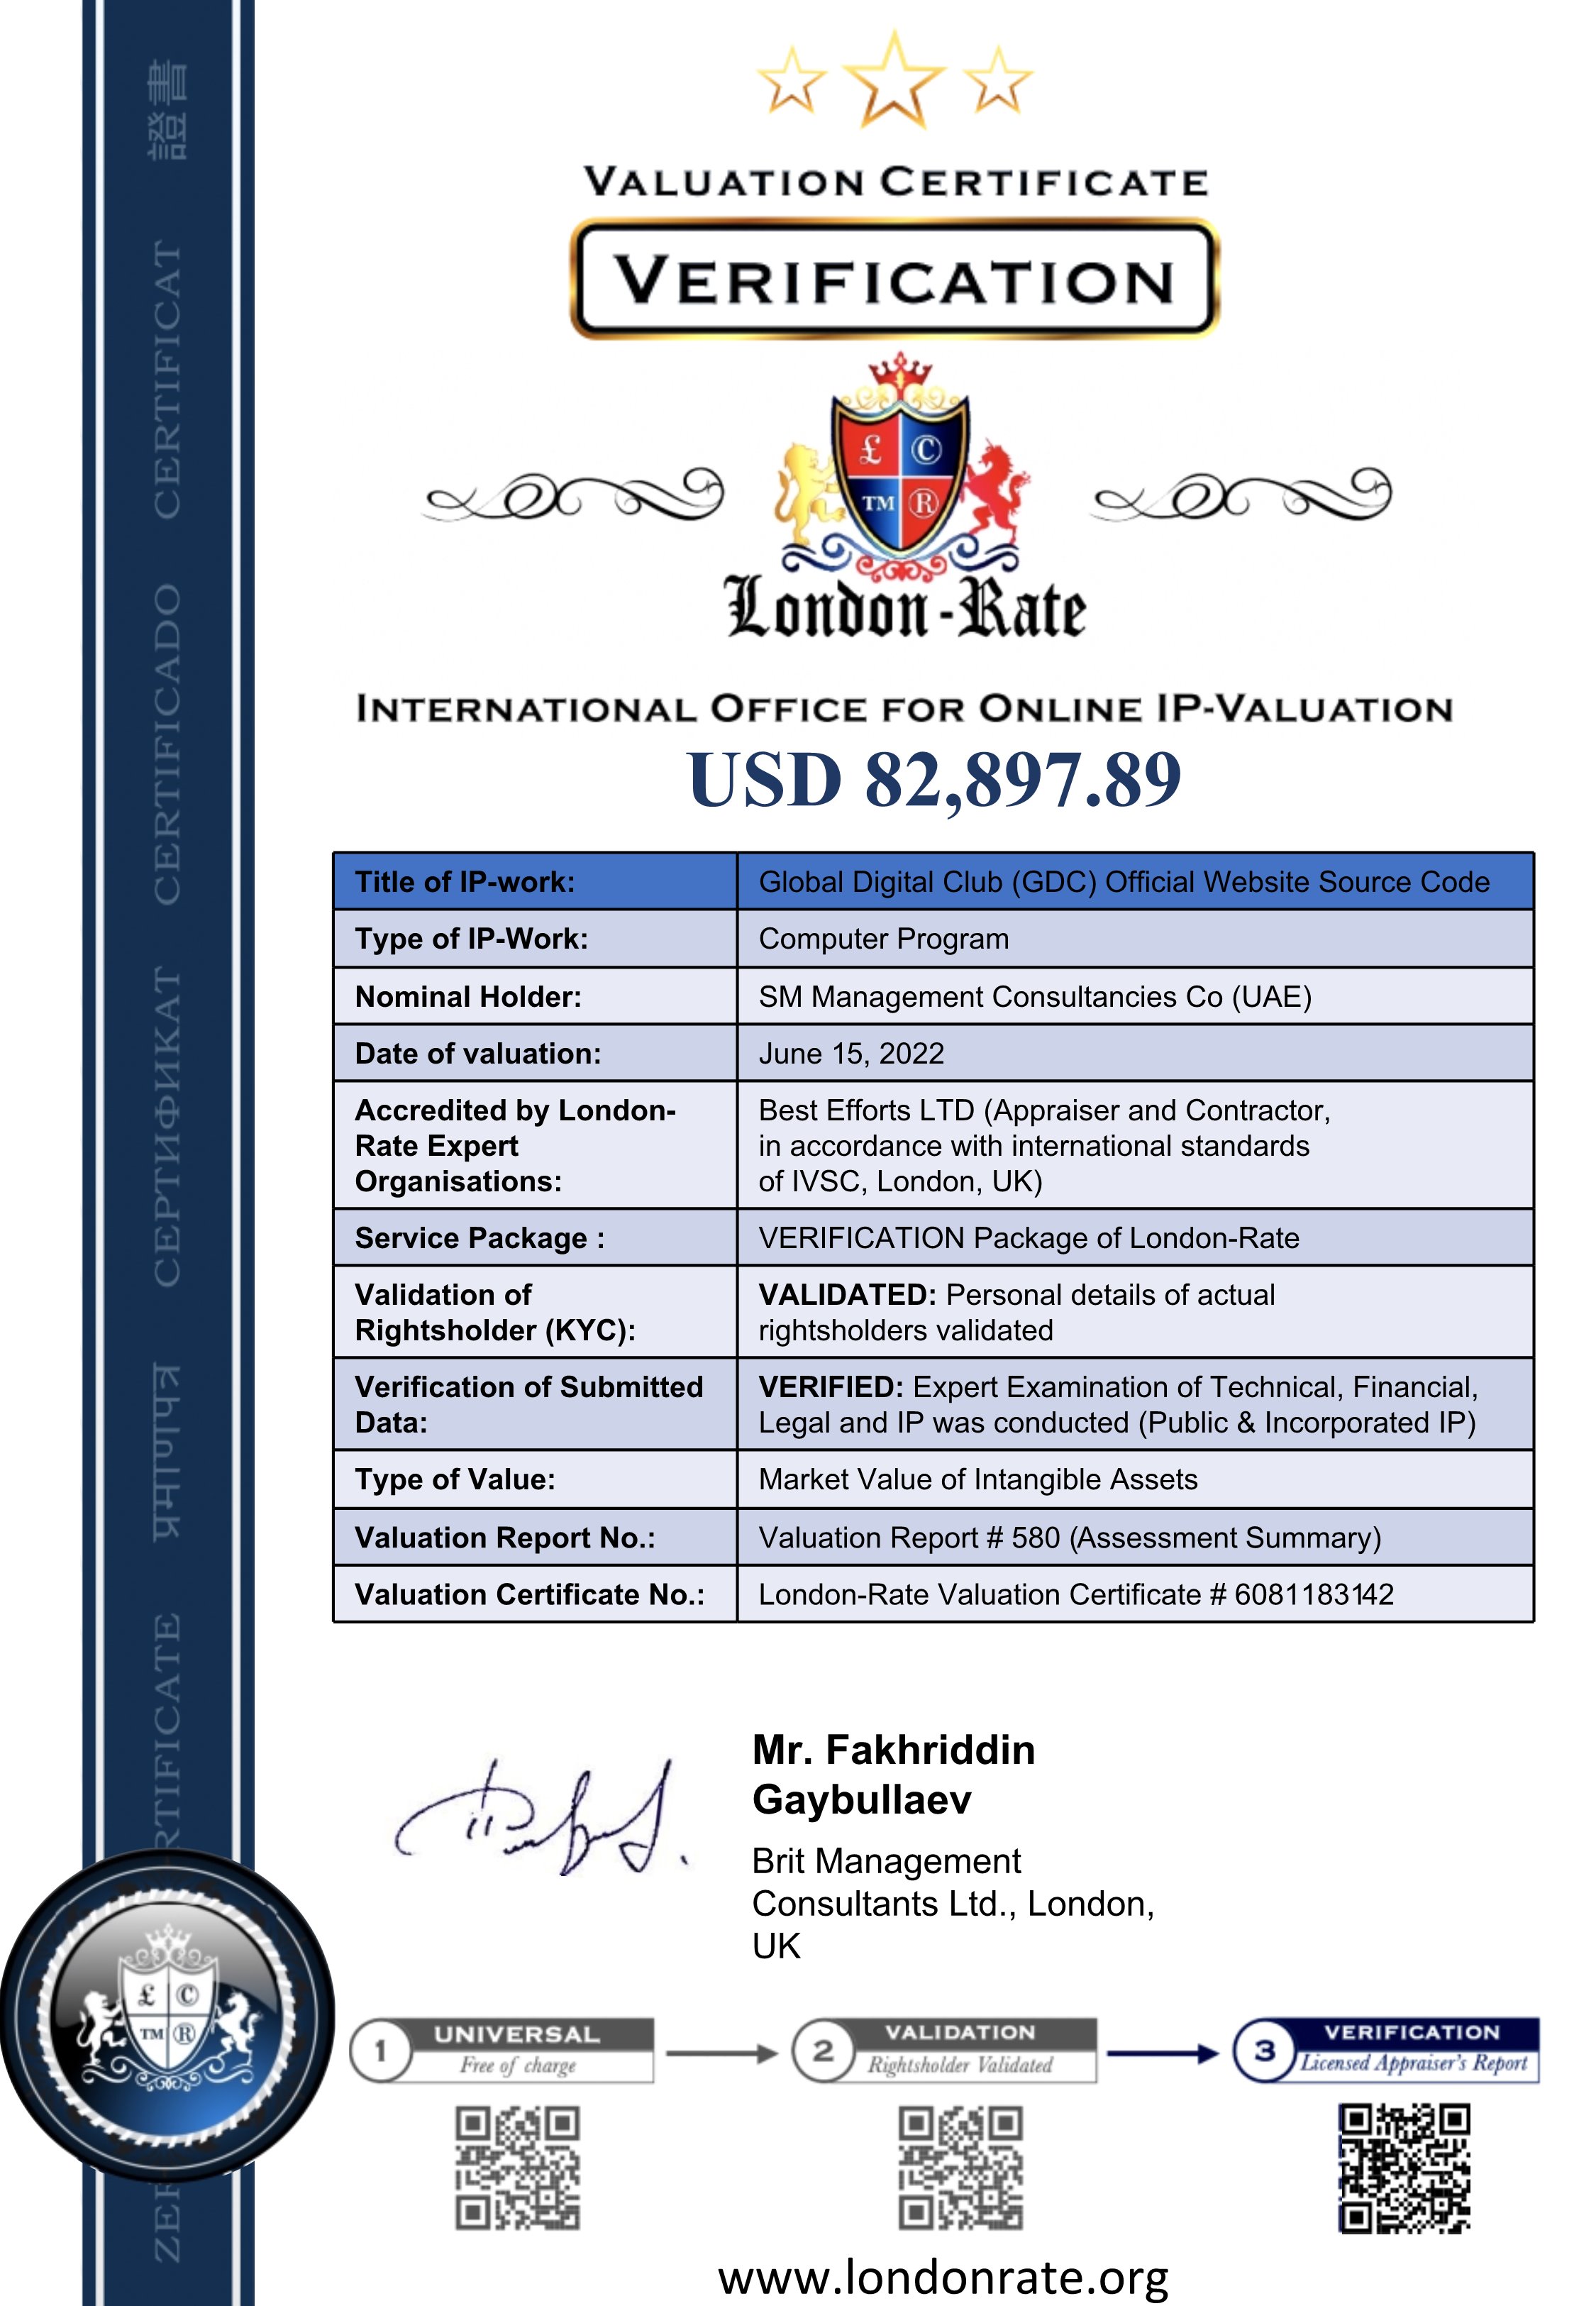 VALUATION CERTIFICATE
VERIFICATION
£ ©
TM ®
London-Rate
INTERNATIONAL OFFICE FOR ONLINE IP-VALUATION
USD 82,897.89
Title of IP-work: Global Digital Club (GDC) Official Website Source Code
Type of IP-Work: Computer Program
Nominal Holder: SM Management Consultancies Co (UAE)
Date of valuation: June 15, 2022
Accredited by London-
Rate Expert
Organisations:
Best Efforts LTD (Appraiser and Contractor,
in accordance with international standards
of IVSC, London, UK)
Service Package : VERIFICATION Package of London-Rate
Validation of
Rightsholder (KYC):
VALIDATED: Personal details of actual
rightsholders validated
Verification of Submitted
Data:
VERIFIED: Expert Examination of Technical, Financial,
Legal and IP was conducted (Public & Incorporated IP)
Type of Value: Market Value of Intangible Assets
Valuation Report No.: Valuation Report # 580 (Assessment Summary)
Valuation Certificate No.: London-Rate Valuation Certificate # 6081183142
Mr. Fakhriddin
Gaybullaev
Brit Management
Consultants Ltd., London,
UK
1 UNIVERSAL
Free of charge
2 VALIDATION
Rightsholder Validated
3 VERIFICATION
Licensed Appraiser's Report
www.londonrate.org
ZER RTIFICATE प्रमाणपत्र СЕРТИФИКАТ CERTIFICADO CERTIFICAT 證書
£ ©
TM ®